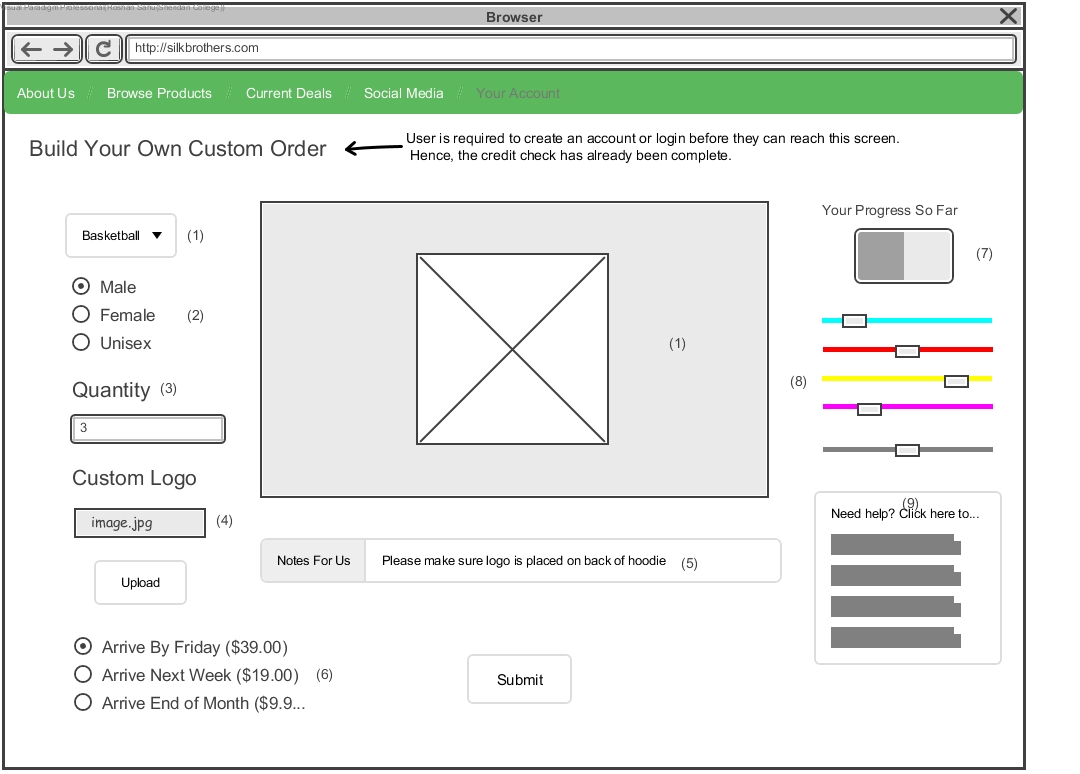 Visual Paradigm Professional(Roshan Sahu(Sheridan College))
Browser
http://silkbrothers.com
About Us / Browse Products / Current Deals / Social Media / Your Account
Build Your Own Custom Order
User is required to create an account or login before they can reach this screen.
Hence, the credit check has already been complete.
Basketball (1)
Male
Female (2)
Unisex
Quantity (3)
3
Custom Logo
image.jpg (4)
Upload
(1)
Notes For Us Please make sure logo is placed on back of hoodie (5)
Arrive By Friday ($39.00)
Arrive Next Week ($19.00) (6)
Arrive End of Month ($9.9...
Submit
Your Progress So Far
(7)
(8)
(9)
Need help? Click here to...